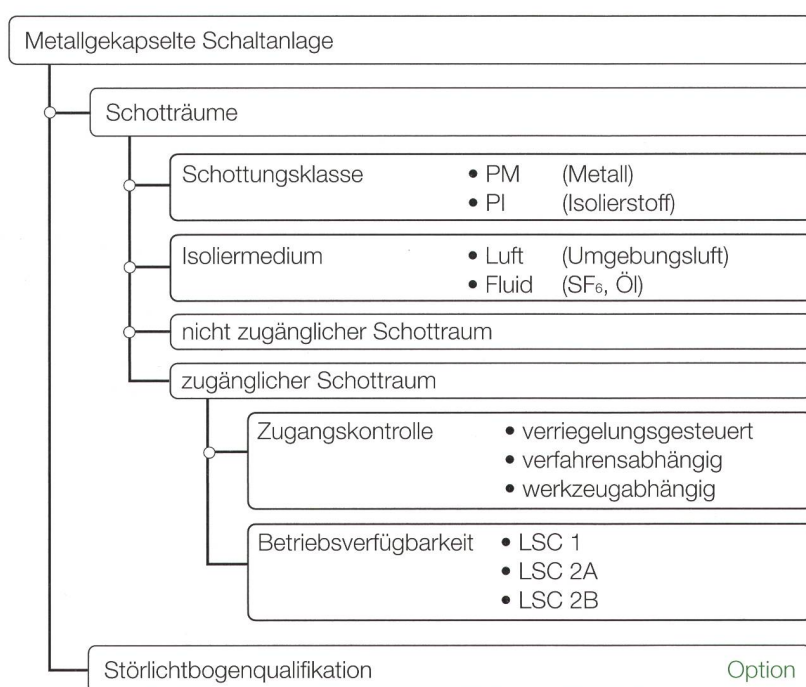 Metallgekapselte Schaltanlage
Schotträume
Schottungsklasse • PM (Metall)
• PI (Isolierstoff)
Isoliermedium • Luft (Umgebungsluft)
• Fluid (SF₆, Öl)
nicht zugänglicher Schottraum
zugänglicher Schottraum
Zugangskontrolle • verriegelungsgesteuert
• verfahrensabhängig
• werkzeugabhängig
Betriebsverfügbarkeit • LSC 1
• LSC 2A
• LSC 2B
Störlichtbogenqualifikation Option